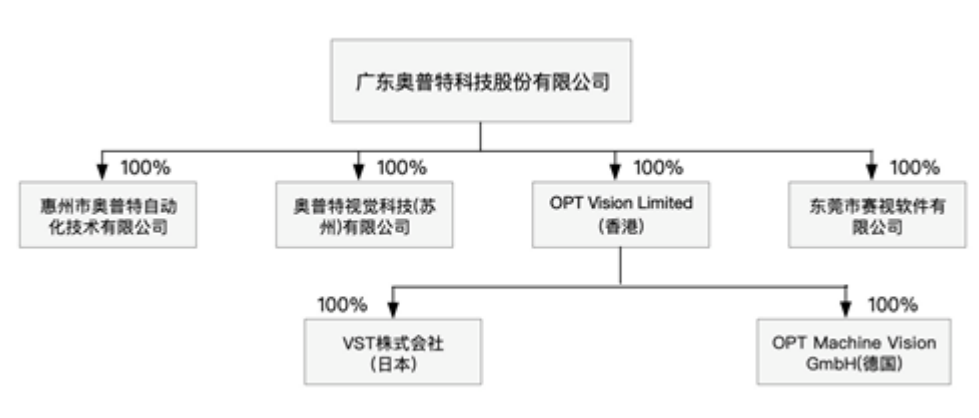 广东奥普特科技股份有限公司
100%
100%
100%
100%
惠州市奥普特自动
化技术有限公司
奥普特视觉科技(苏
州)有限公司
OPT Vision Limited
(香港)
东莞市赛视软件有
限公司
100%
100%
VST株式会社
(日本)
OPT Machine Vision
GmbH(德国)